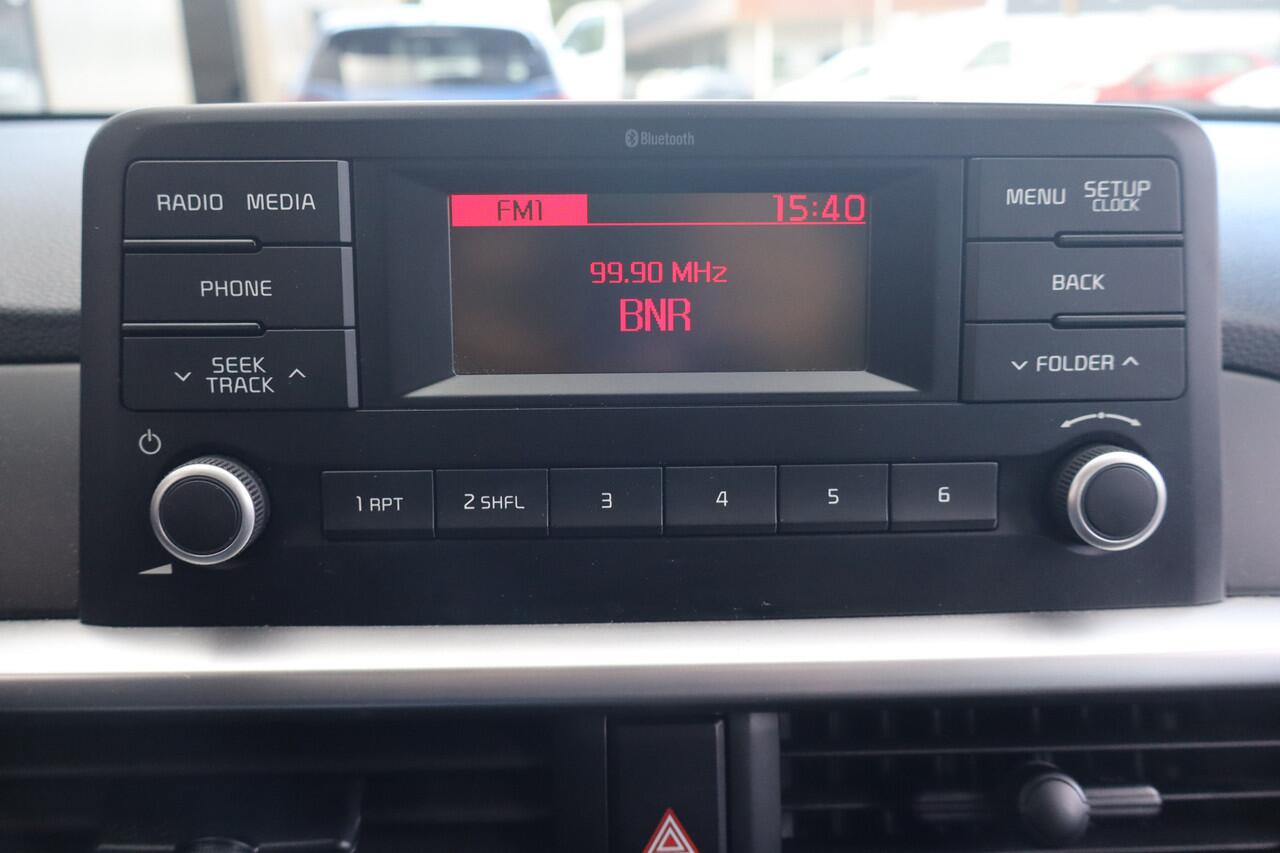 Bluetooth
RADIO MEDIA
FM1 15:40
MENU SETUP
CLOCK
PHONE
99.90 MHz
BACK
BNR
SEEK
TRACK
FOLDER
1 RPT 2 SHFL 3 4 5 6